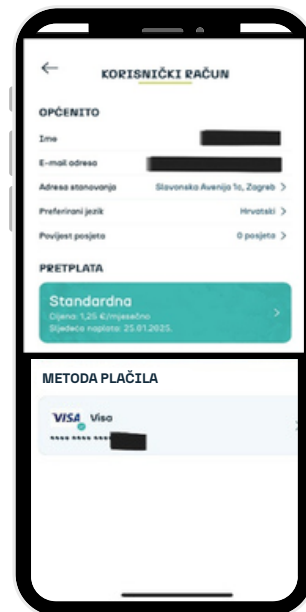 KORISNIČKI RAČUN
OPĆENITO
Ime
E-mail adresa
Adresa stanovanja Slavonska Avenija 1c, Zagreb
Preferirani jezik Hrvatski
Povijest posjeta 0 posjeta
PRETPLATA
Standardna
Cijena: 1,25 €/mjesečno
Sljedeća naplata: 25.01.2025.
METODA PLAČILA
VISA Visa